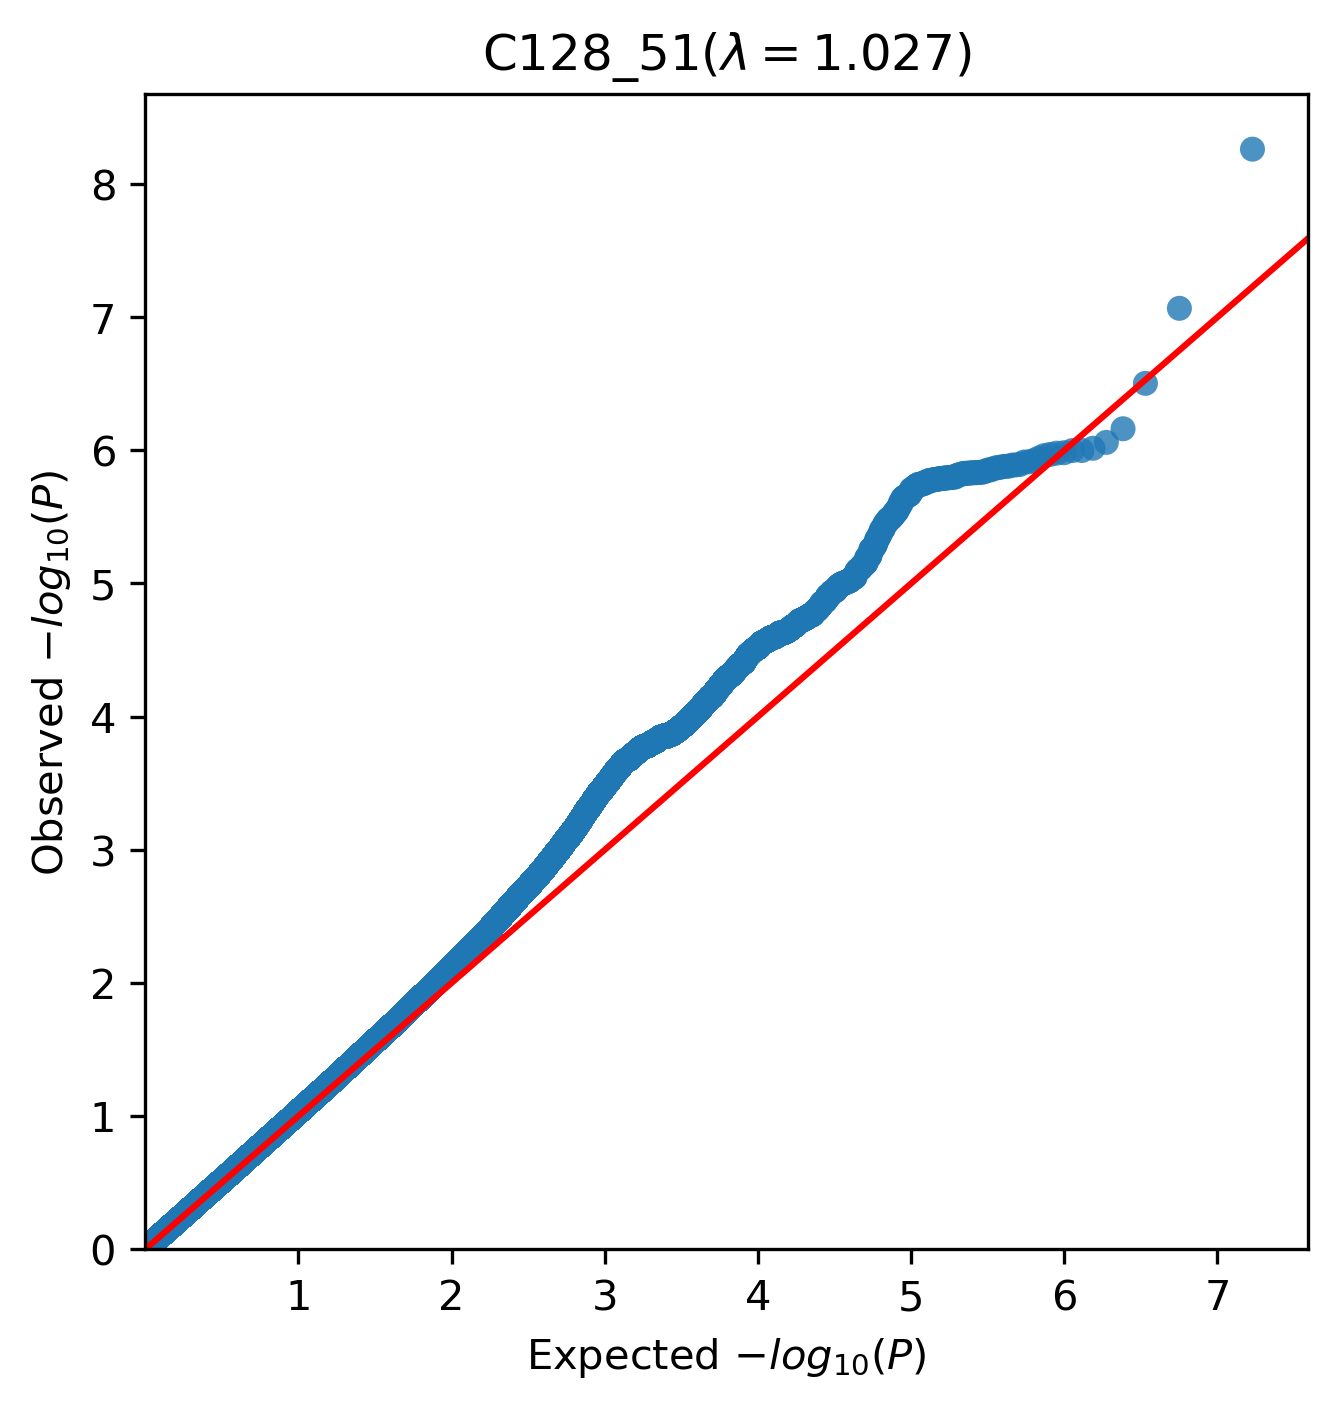 C128_51(λ = 1.027)
Observed −log₁₀(P)
8
7
6
5
4
3
2
1
0
1 2 3 4 5 6 7
Expected −log₁₀(P)